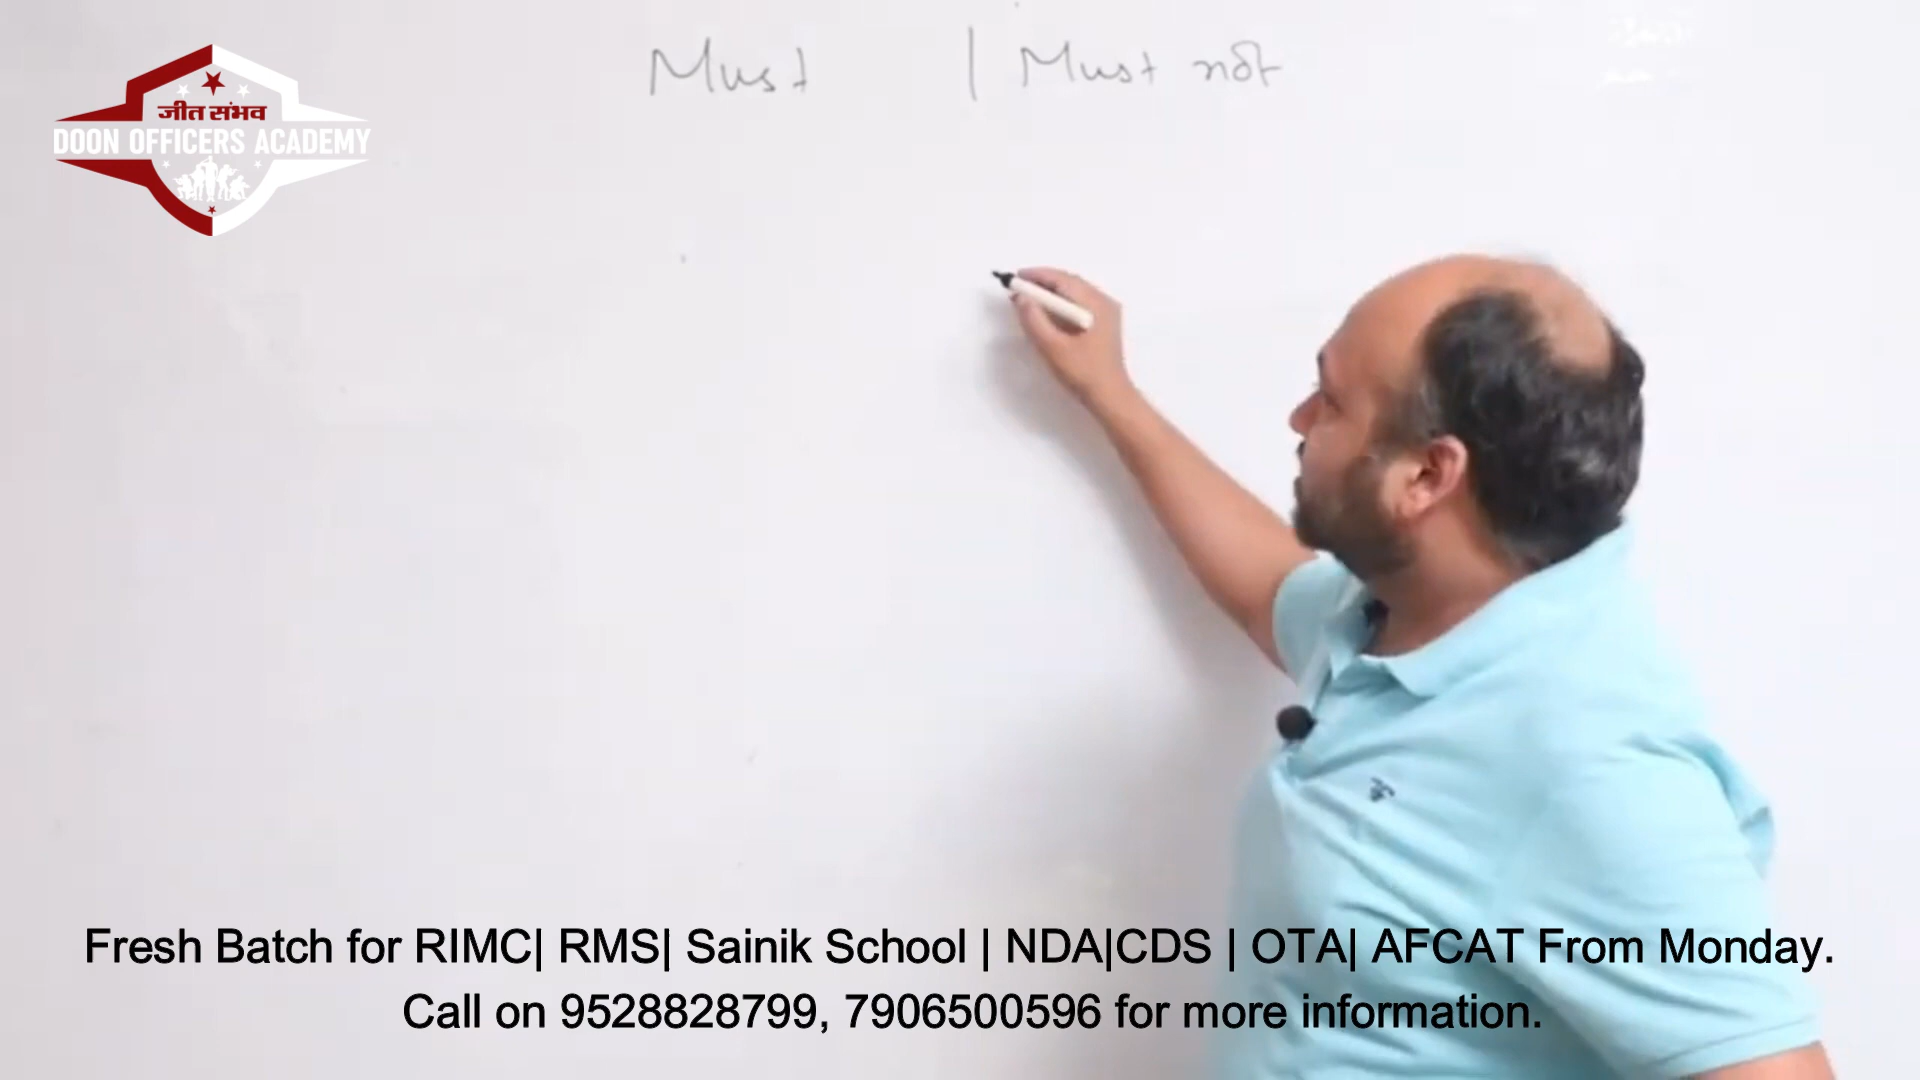 Must | Must not
जीत संभव
DOON OFFICERS ACADEMY
Fresh Batch for RIMC| RMS| Sainik School | NDA|CDS | OTA| AFCAT From Monday.
Call on 9528828799, 7906500596 for more information.